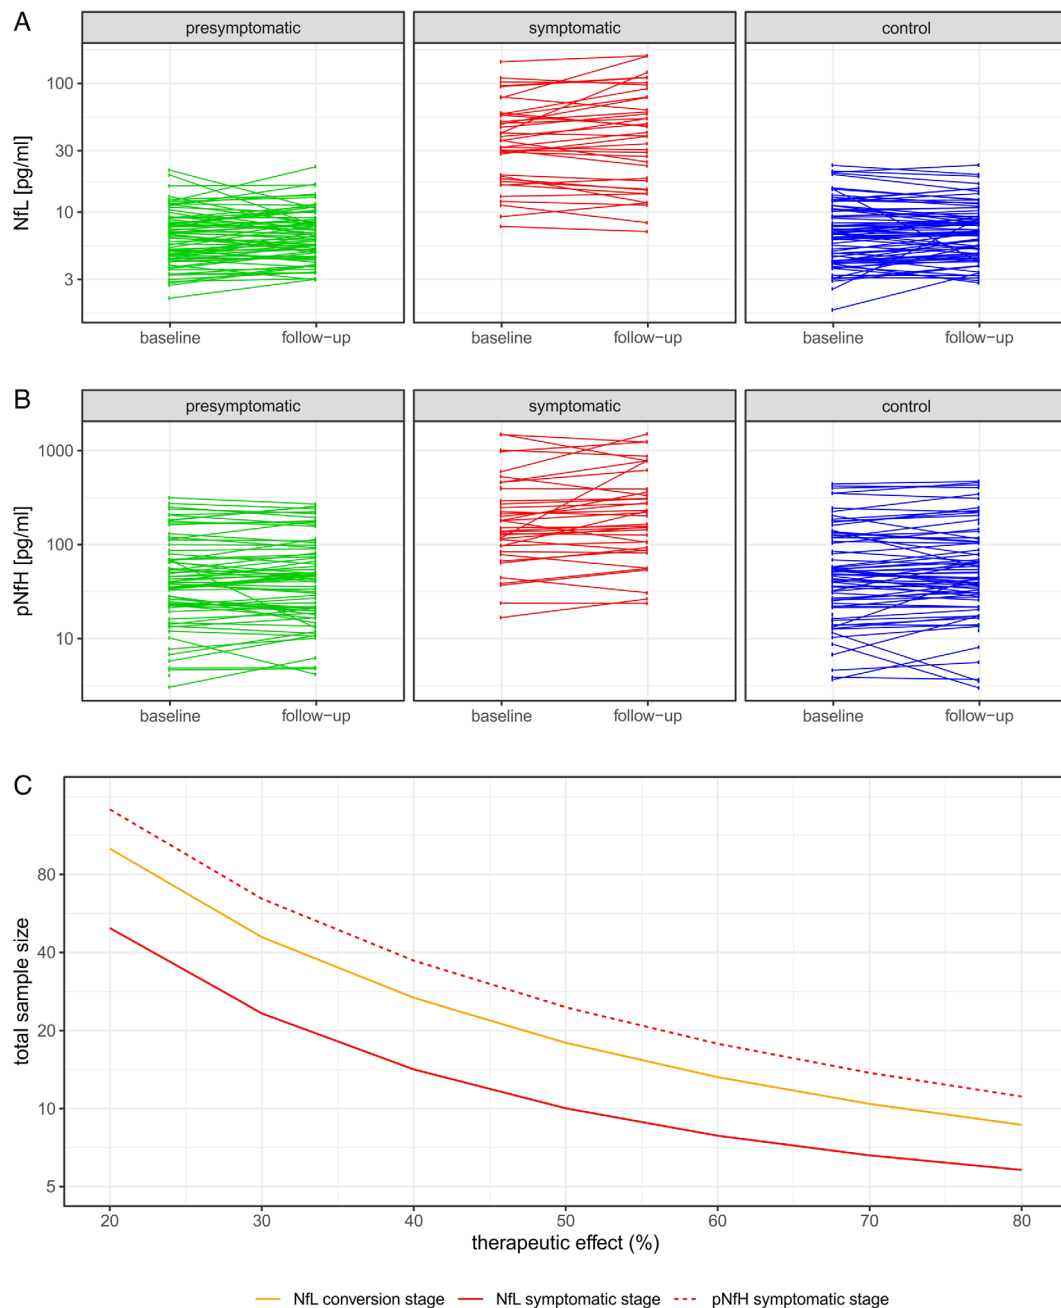 A
presymptomatic symptomatic control
NfL [pg/ml]
100
30
10
3
baseline follow-up baseline follow-up baseline follow-up
B
presymptomatic symptomatic control
pNfH [pg/ml]
1000
100
10
baseline follow-up baseline follow-up baseline follow-up
C
total sample size
80
40
20
10
5
20 30 40 50 60 70 80
therapeutic effect (%)
NfL conversion stage NfL symptomatic stage pNfH symptomatic stage